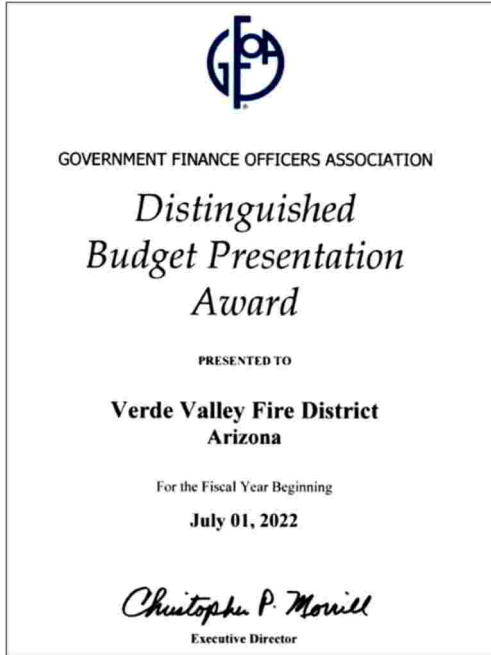 GFOA
GOVERNMENT FINANCE OFFICERS ASSOCIATION
Distinguished
Budget Presentation
Award
PRESENTED TO
Verde Valley Fire District
Arizona
For the Fiscal Year Beginning
July 01, 2022
Christopher P. Morrill
Executive Director